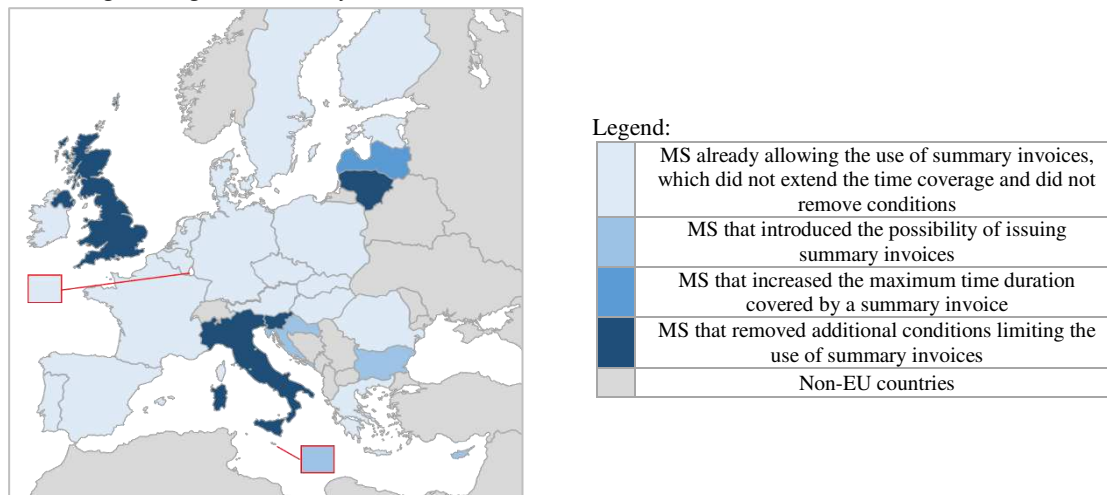 Legend:
MS already allowing the use of summary invoices,
which did not extend the time coverage and did not
remove conditions
MS that introduced the possibility of issuing
summary invoices
MS that increased the maximum time duration
covered by a summary invoice
MS that removed additional conditions limiting the
use of summary invoices
Non-EU countries